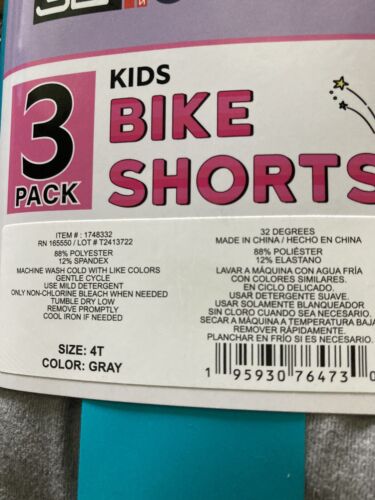 32
3
PACK
KIDS
BIKE
SHORTS
ITEM # : 1748332
RN 165550 / LOT # T2413722
88% POLYESTER
12% SPANDEX
MACHINE WASH COLD WITH LIKE COLORS
GENTLE CYCLE
USE MILD DETERGENT
ONLY NON-CHLORINE BLEACH WHEN NEEDED
TUMBLE DRY LOW
REMOVE PROMPTLY
COOL IRON IF NEEDED
SIZE: 4T
COLOR: GRAY
32 DEGREES
MADE IN CHINA / HECHO EN CHINA
88% POLIÉSTER
12% ELASTANO
LAVAR A MÁQUINA CON AGUA FRÍA
CON COLORES SIMILARES.
EN CICLO DELICADO.
USAR DETERGENTE SUAVE.
USAR SOLAMENTE BLANQUEADOR
SIN CLORO CUANDO SEA NECESARIO.
SECAR A MÁQUINA A TEMPERATURA BAJA
REMOVER RÁPIDAMENTE.
PLANCHAR EN FRÍO SI ES NECESARIO.
1 95930 76473 0